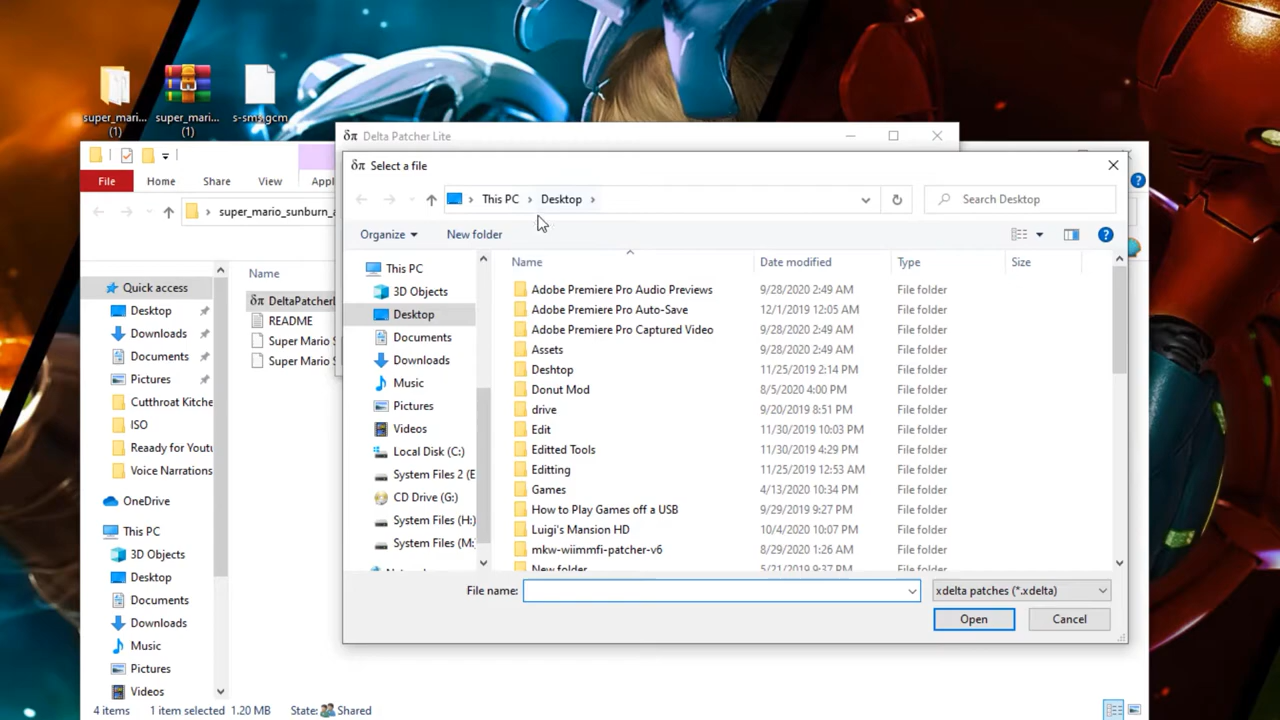 super_mari...
(1)
super_mari...
(1)
s-sms.gcm
File
Home
Share
View
Appl
super_mario_sunburn_a
Name
Quick access
Desktop
Downloads
Documents
Pictures
Cutthroat Kitche
ISO
Reaady for Youtu
Voice Narrations
OneDrive
This PC
3D Objects
Desktop
Downloads
Documents
Music
Pictures
Videos
DeltaPatcherL
README
Super Mario S
Super Mario S
4 items
1 item selected 1.20 MB
State: Shared
δπ Delta Patcher Lite
δπ Select a file
This PC > Desktop >
Search Desktop
Organize
New folder
This PC
3D Objects
Desktop
Documents
Downloads
Music
Pictures
Videos
Local Disk (C:)
System Files 2 (E
CD Drive (G:)
System Files (H:)
System Files (M:
Name Date modified Type Size
Adobe Premiere Pro Audio Previews 9/28/2020 2:49 AM File folder
Adobe Premiere Pro Auto-Save 12/1/2019 12:05 AM File folder
Adobe Premiere Pro Captured Video 9/28/2020 2:49 AM File folder
Assets 9/28/2020 2:49 AM File folder
Desktop 11/25/2019 2:14 PM File folder
Donut Mod 8/5/2020 4:00 PM File folder
drive 9/20/2019 8:51 PM File folder
Edit 11/30/2019 10:03 PM File folder
Editted Tools 11/30/2019 4:29 PM File folder
Editting 11/25/2019 12:53 AM File folder
Games 4/13/2020 10:34 PM File folder
How to Play Games off a USB 9/29/2019 9:27 PM File folder
Luigi's Mansion HD 10/4/2020 10:07 PM File folder
mkw-wiimmfi-patcher-v6 8/29/2020 1:26 AM File folder
New folder 5/21/2019 9:37 PM File folder
File name:
xdelta patches (*.xdelta)
Open
Cancel